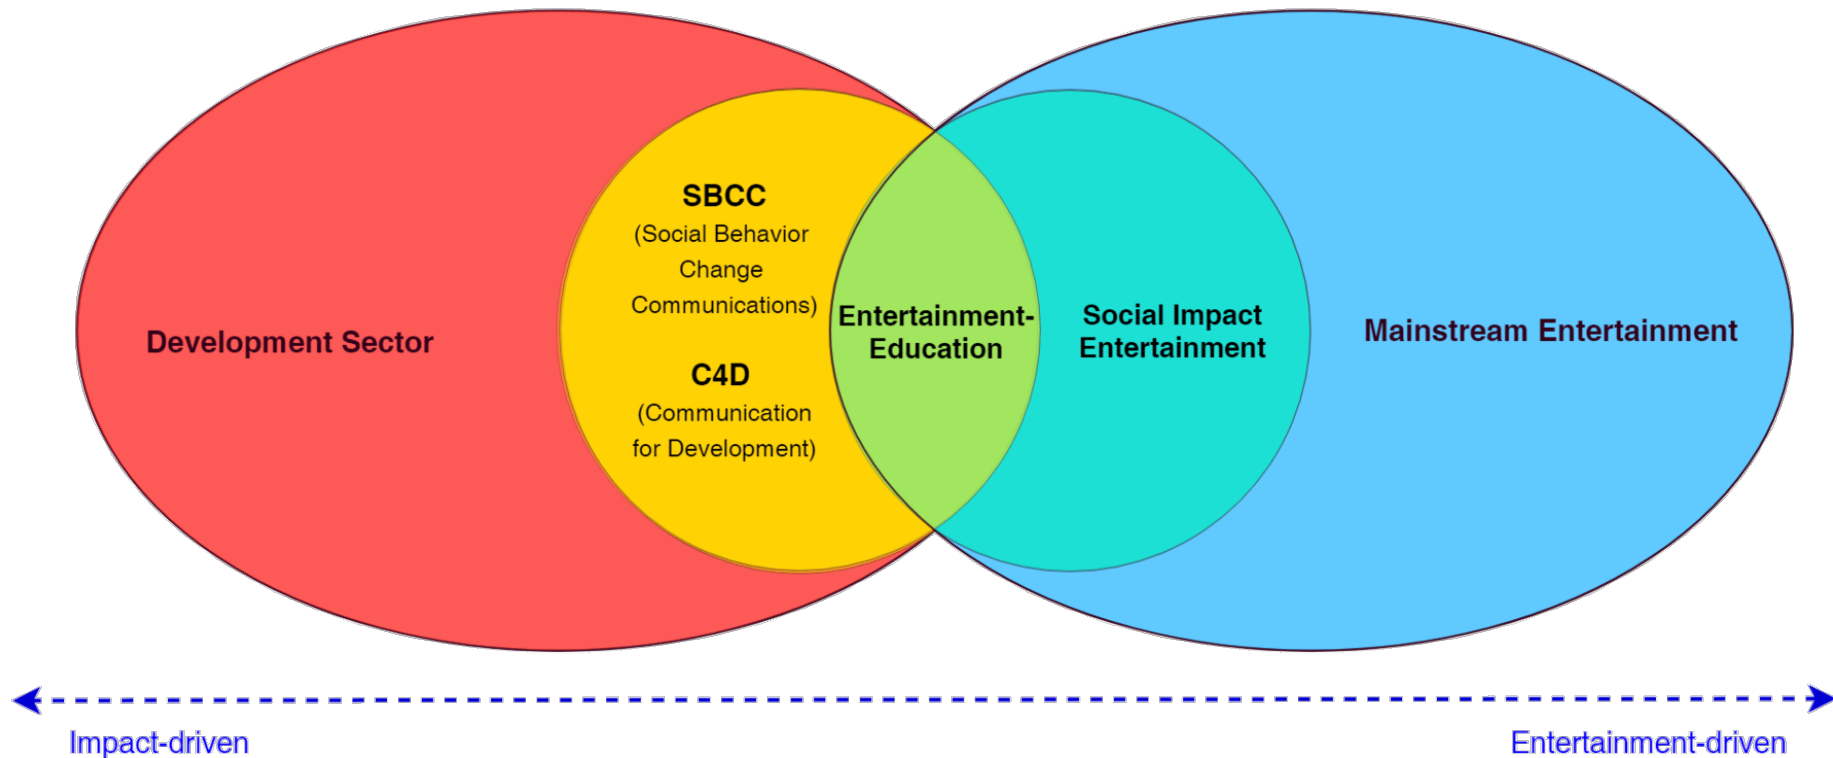 Development Sector
SBCC
(Social Behavior
Change
Communications)
C4D
(Communication
for Development)
Entertainment-
Education
Social Impact
Entertainment
Mainstream Entertainment
Impact-driven
Entertainment-driven